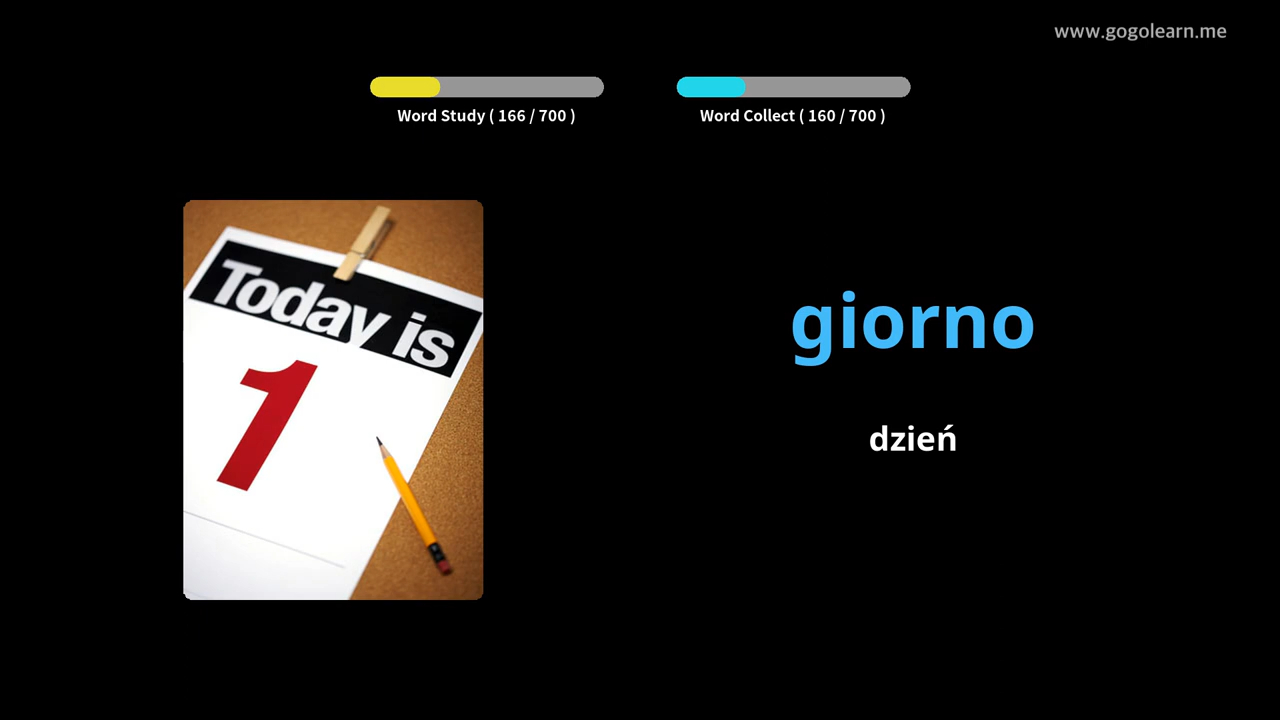 www.gogolearn.me
Word Study ( 166 / 700 )
Word Collect ( 160 / 700 )
Today is
1
giorno
dzień